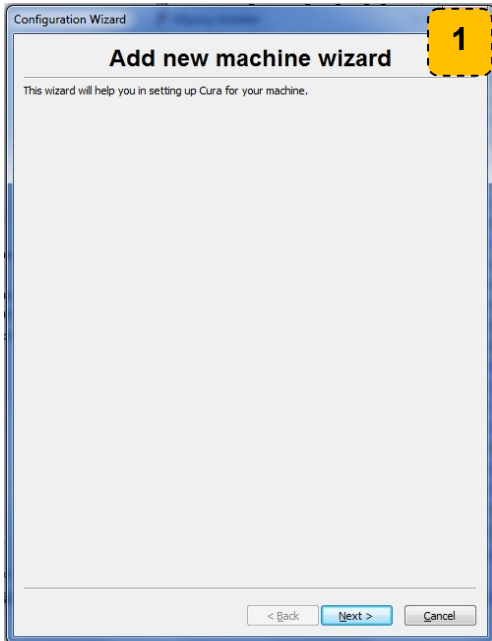 Configuration Wizard
1
Add new machine wizard
This wizard will help you in setting up Cura for your machine.
< Back
Next >
Cancel